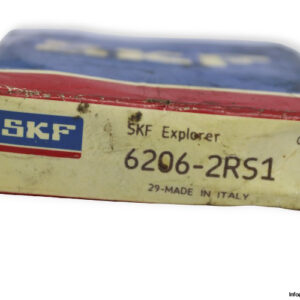 SKF
SKF Explorer
6206-2RS1
29-MADE IN ITALY